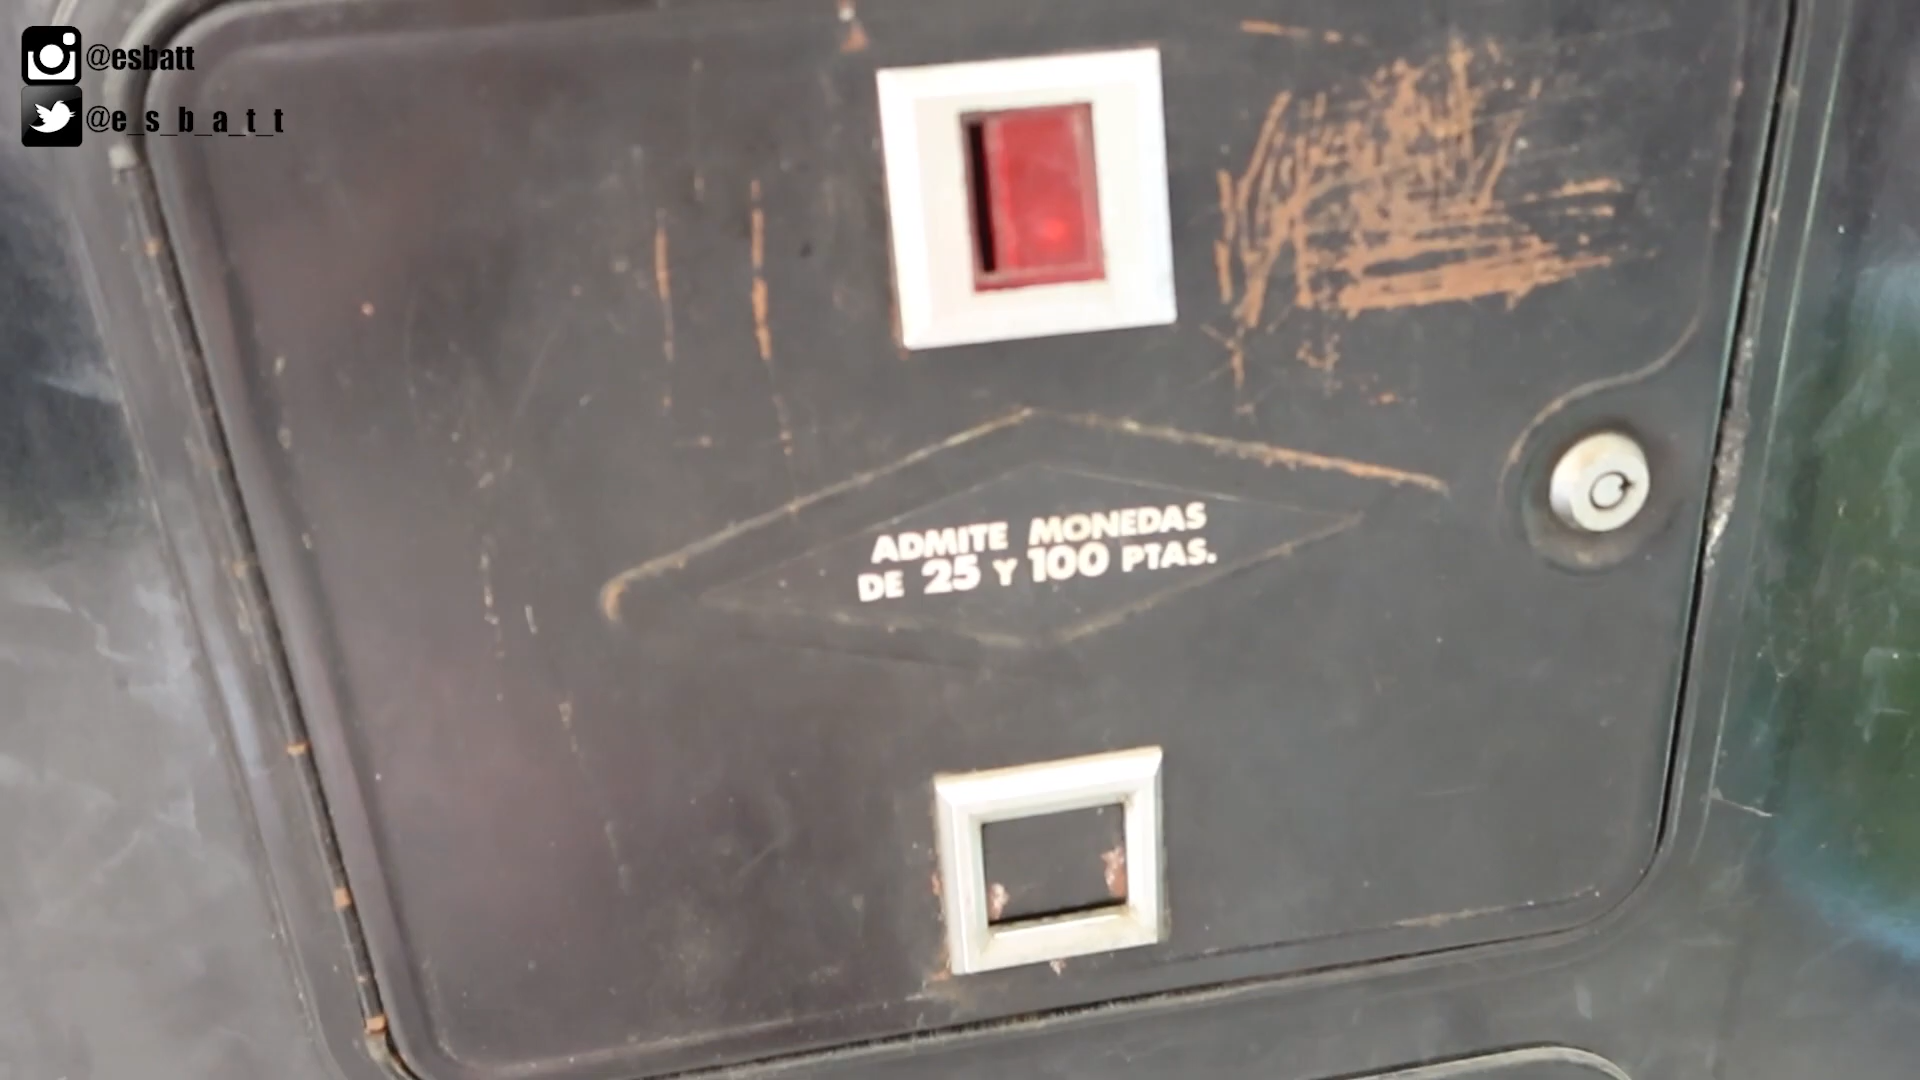 @esbatt
@e_s_b_a_t_t
ADMITE MONEDAS
DE 25 Y 100 PTAS.